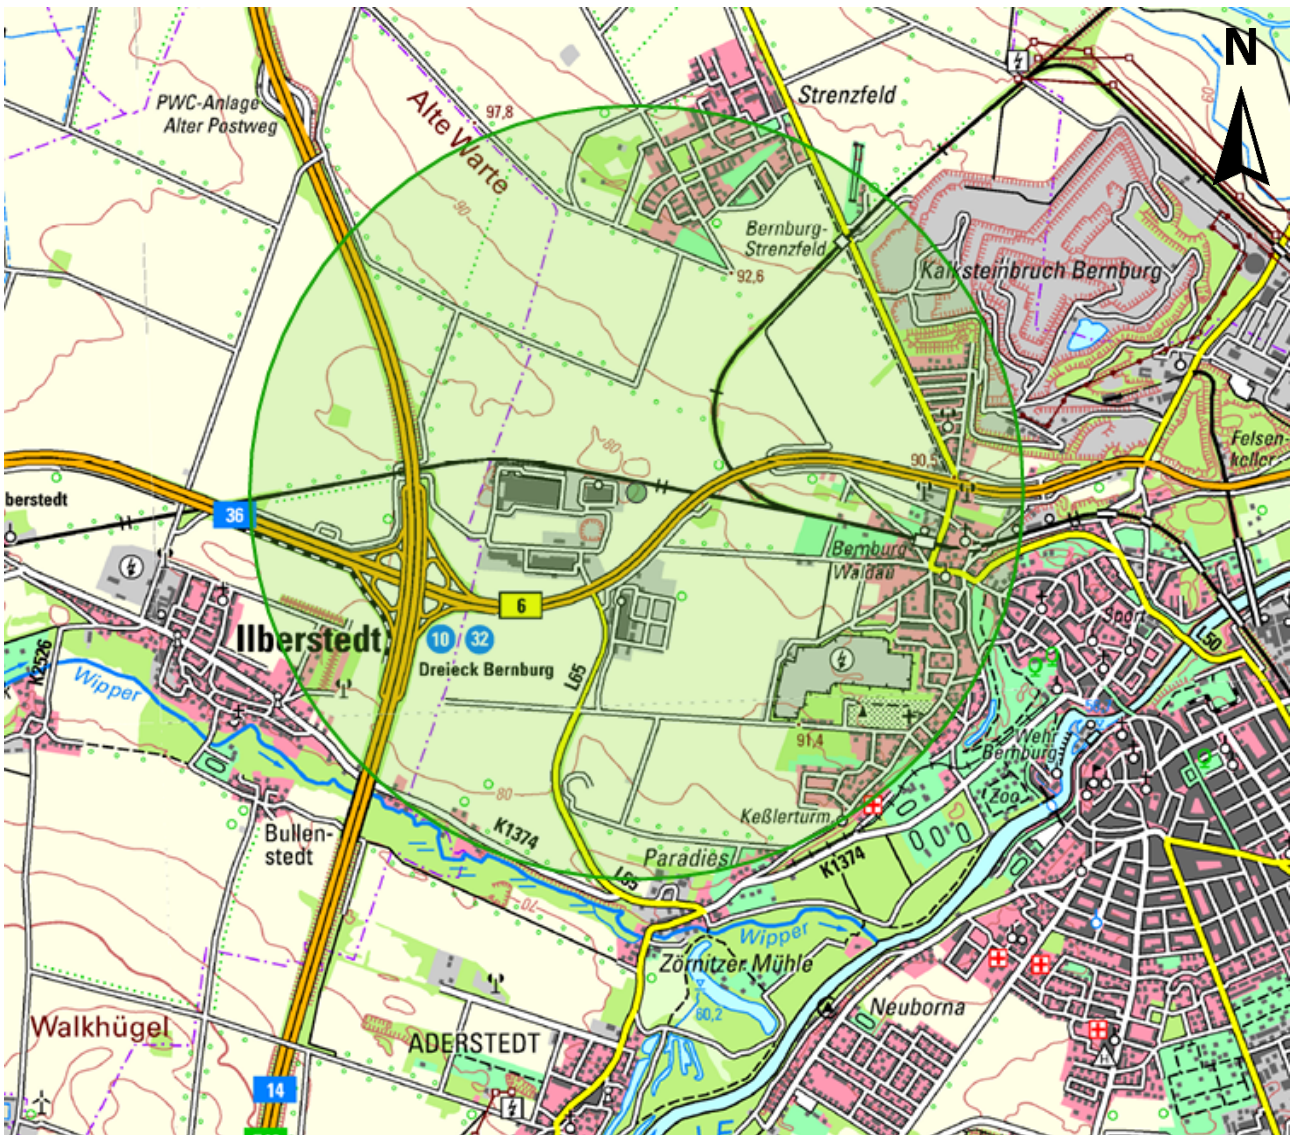 N
PWC-Anlage
Alter Postweg
Alte Warte
97,8
Strenzfeld
60
90
Bernburg-
Strenzfeld
92,6
Kalksteinbruch Bernburg
80
90,5
Felsen-
keller
berstedt
36
H
H
H
Bernburg-
Waldau
6
Ilberstedt
10
32
Dreieck Bernburg
L65
Sport
L50
K2526
Wipper
91,4
Wehr
Bernburg
Zoo
80
Keßlerturm
K1374
Bullen-
stedt
Paradies
K1374
L65
70
Wipper
Zörnitzer Mühle
60,2
Neuborna
Walkhügel
ADERSTEDT
14
H